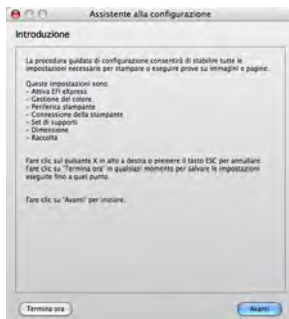 Assistente alla configurazione
Introduzione
La procedura guidata di configurazione consentirà di stabilire tutte le
impostazioni necessarie per stampare o eseguire prove su immagini e pagine.
Queste impostazioni sono:
- Attiva EFI eXpress
- Gestione del colore
- Periferica stampante
- Connessione della stampante
- Set di supporti
- Dimensione
- Raccolta
Fare clic sul pulsante X in alto a destra o premere il tasto ESC per annullare.
Fare clic su "Termina ora" in qualsiasi momento per salvare le impostazioni
eseguite fino a quel punto.
Fare clic su "Avanti" per iniziare.
Termina ora
Avanti